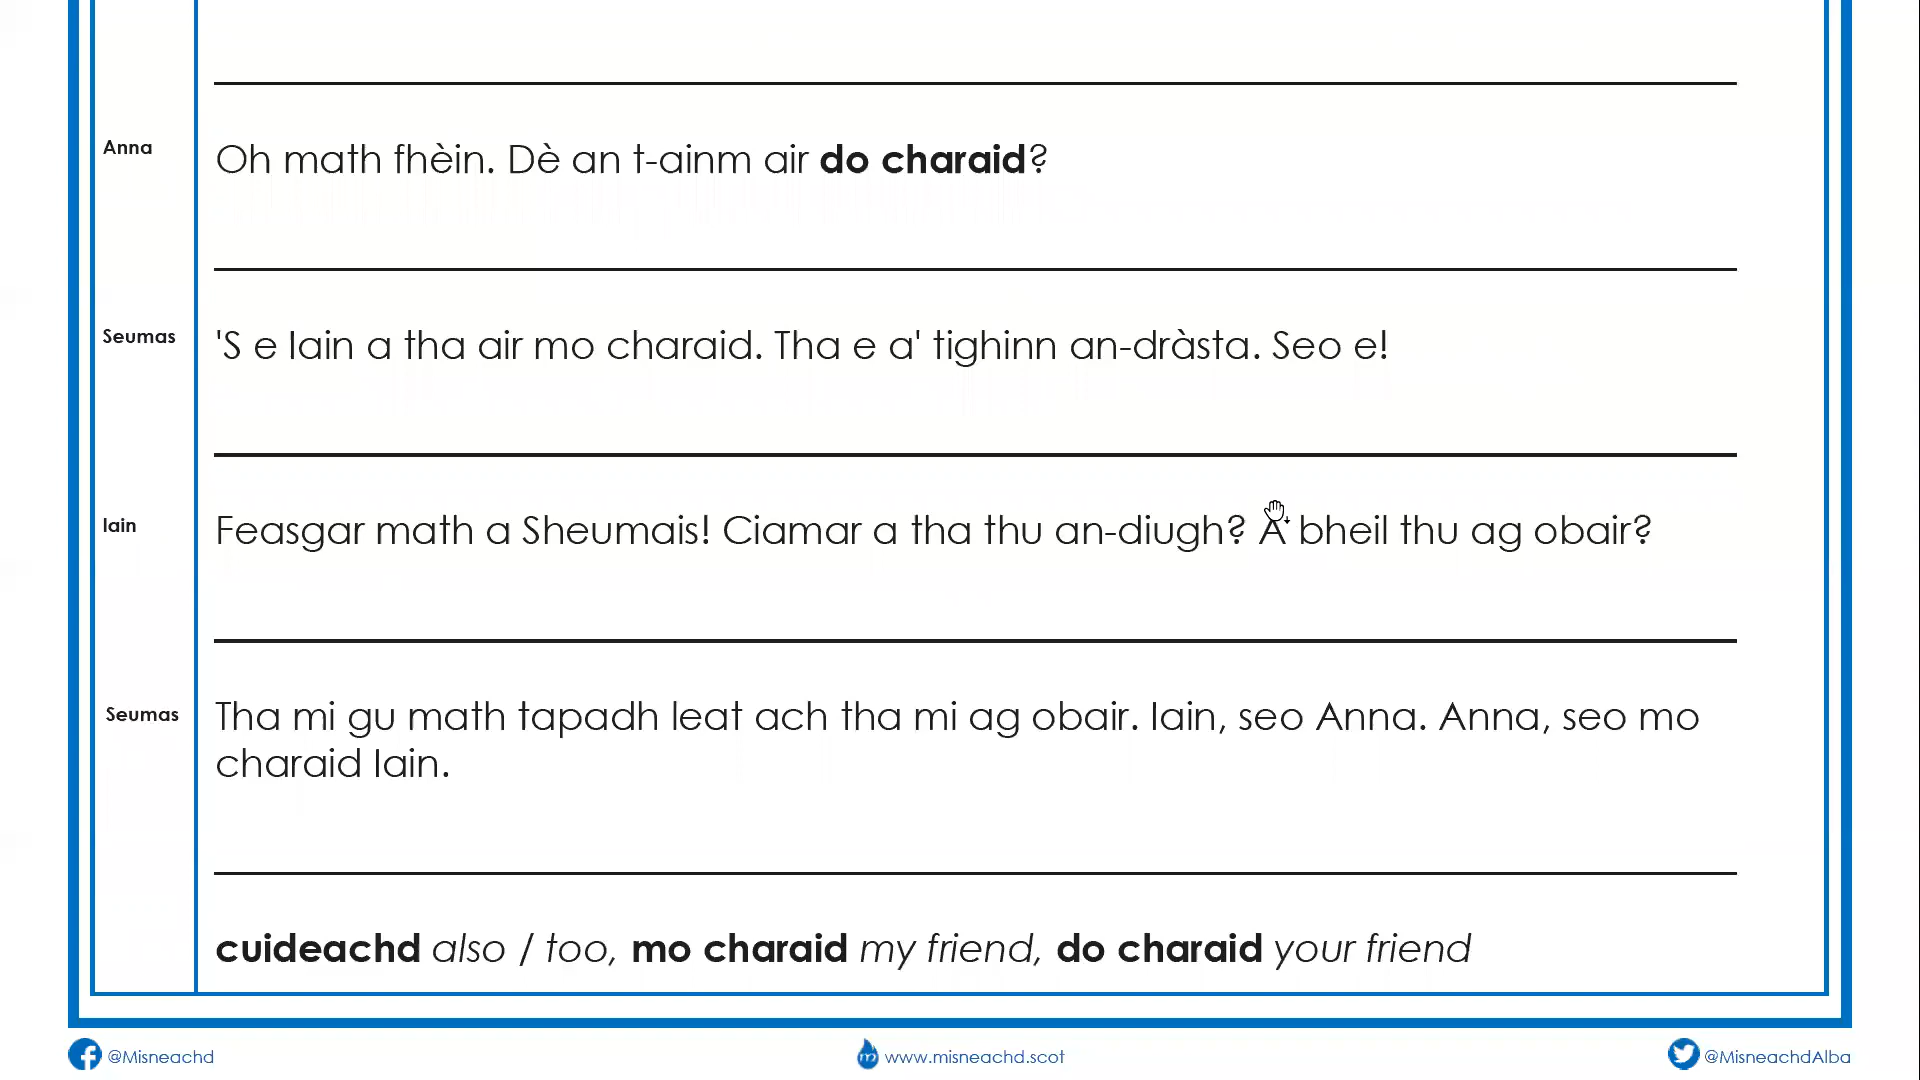 Anna
Oh math fhèin. Dè an t-ainm air do charaid?
Seumas
'S e Iain a tha air mo charaid. Tha e a' tighinn an-dràsta. Seo e!
Iain
Feasgar math a Sheumais! Ciamar a tha thu an-diugh? A bheil thu ag obair?
Seumas
Tha mi gu math tapadh leat ach tha mi ag obair. Iain, seo Anna. Anna, seo mo
charaid Iain.
cuideachd also / too, mo charaid my friend, do charaid your friend
@Misneachd
www.misneachd.scot
@MisneachdAlba